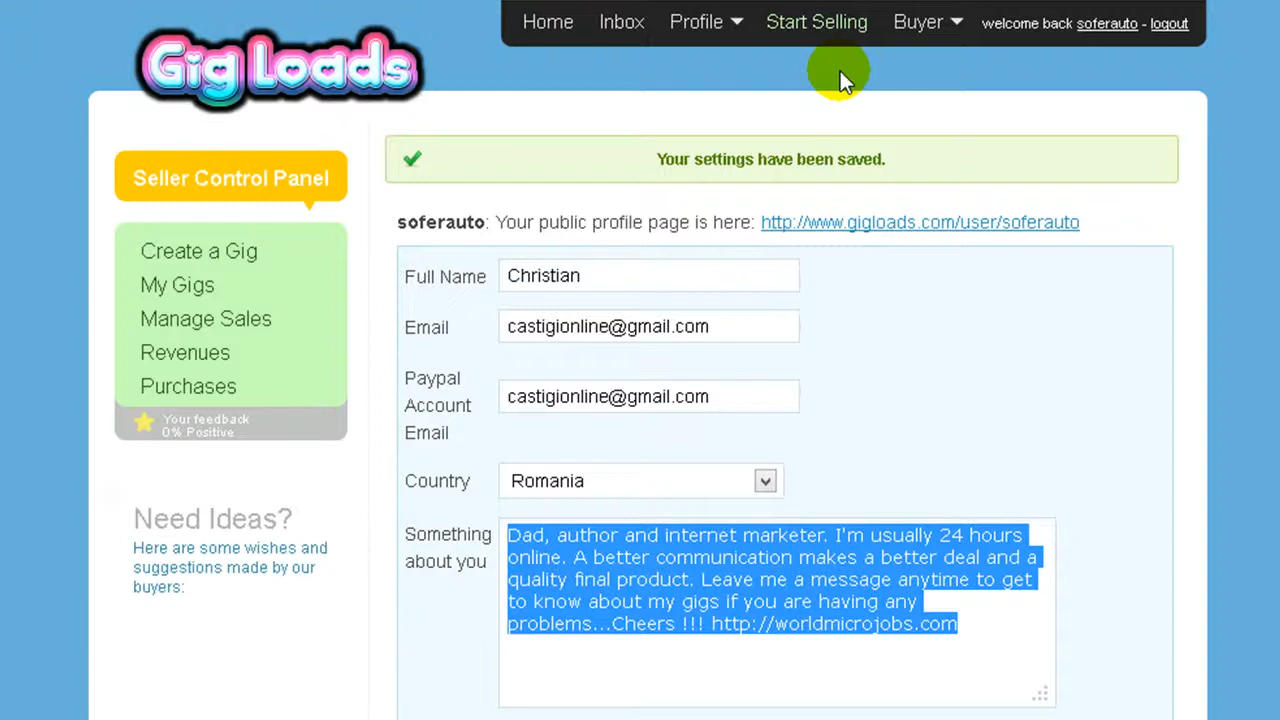 Home Inbox Profile Start Selling Buyer welcome back soferauto - logout
Gig Loads
Your settings have been saved.
Seller Control Panel
Create a Gig
My Gigs
Manage Sales
Revenues
Purchases
Your feedback
0% Positive
Need Ideas?
Here are some wishes and
suggestions made by our
buyers:
soferauto: Your public profile page is here: http://www.gigloads.com/user/soferauto
Full Name Christian
Email castigionline@gmail.com
Paypal
Account
Email
castigionline@gmail.com
Country Romania
Something
about you
Dad, author and internet marketer. I'm usually 24 hours
online. A better communication makes a better deal and a
quality final product. Leave me a message anytime to get
to know about my gigs if you are having any
problems...Cheers !!! http://worldmicrojobs.com